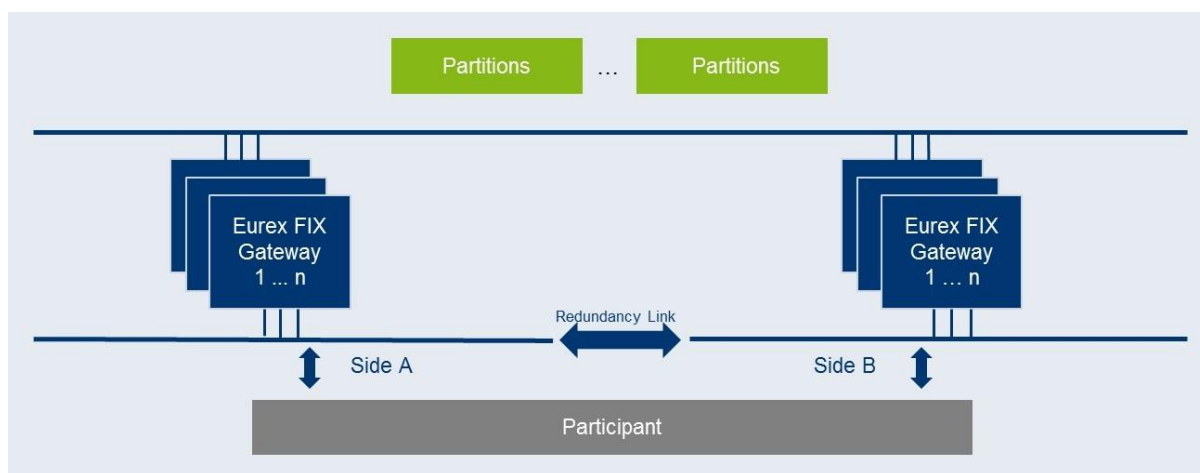 Partitions ... Partitions
Eurex FIX
Gateway
1 ... n
Eurex FIX
Gateway
1 ... n
Redundancy Link
Side A
Side B
Participant